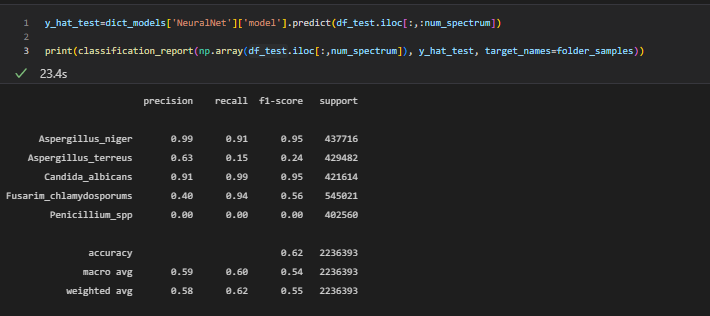 1 y_hat_test=dict_models['NeuralNet']['model'].predict(df_test.iloc[:,:num_spectrum])
2
3 print(classification_report(np.array(df_test.iloc[:,num_spectrum]), y_hat_test, target_names=folder_samples))
✓ 23.4s
precision recall f1-score support
Aspergillus_niger 0.99 0.91 0.95 437716
Aspergillus_terreus 0.63 0.15 0.24 429482
Candida_albicans 0.91 0.99 0.95 421614
Fusarim_chlamydosporums 0.40 0.94 0.56 545021
Penicillium_spp 0.00 0.00 0.00 402560
accuracy 0.62 2236393
macro avg 0.59 0.60 0.54 2236393
weighted avg 0.58 0.62 0.55 2236393